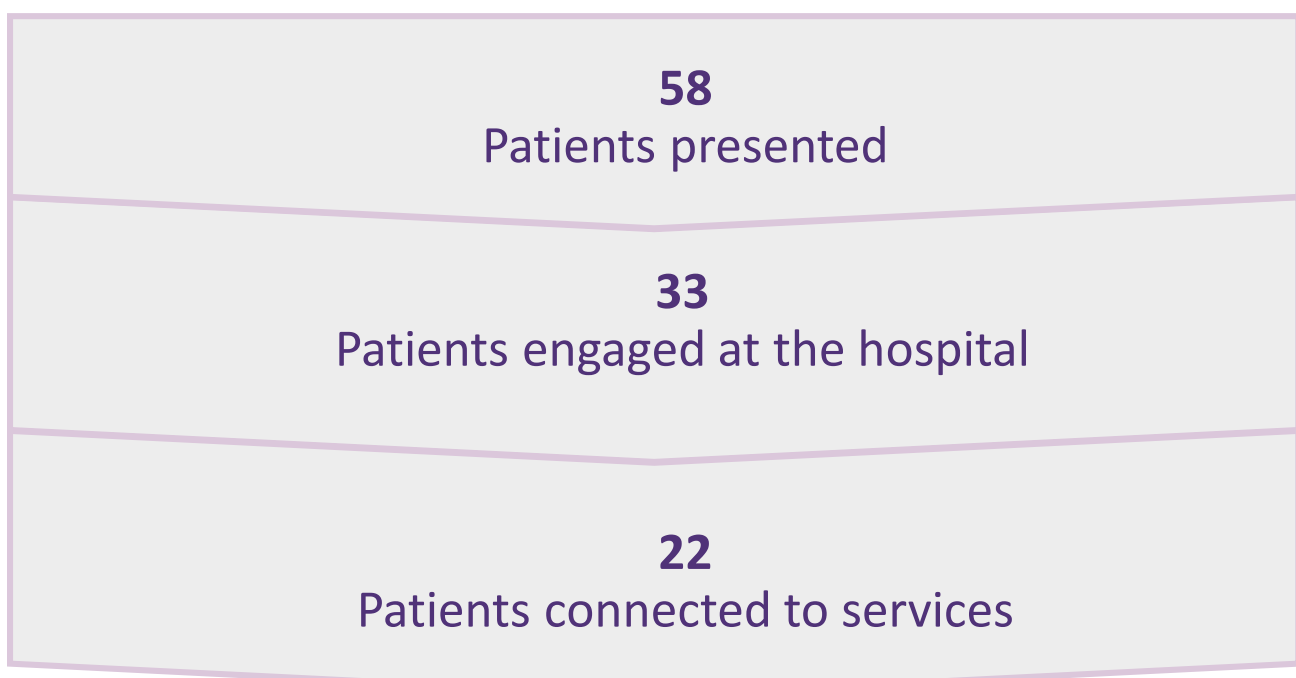 58
Patients presented
33
Patients engaged at the hospital
22
Patients connected to services